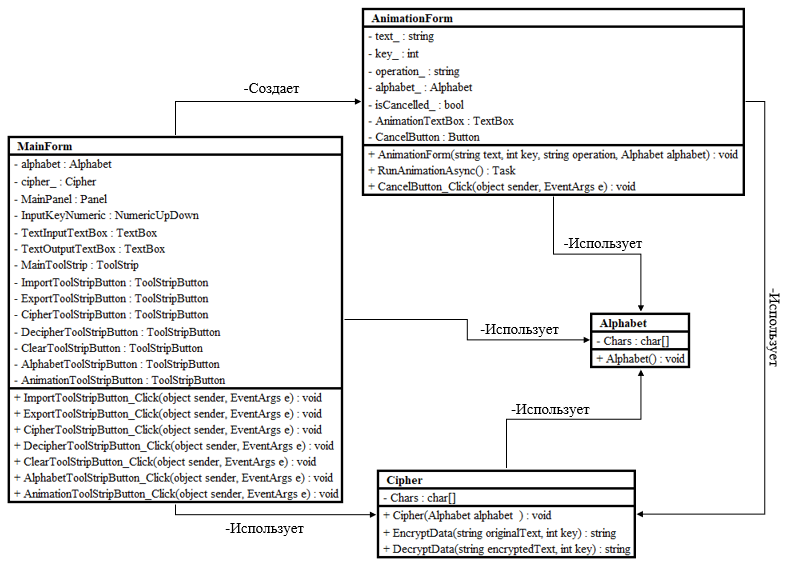 AnimationForm
- text_ : string
- key_ : int
- operation_ : string
- alphabet_ : Alphabet
- isCancelled_ : bool
- AnimationTextBox : TextBox
- CancelButton : Button
+ AnimationForm(string text, int key, string operation, Alphabet alphabet) : void
+ RunAnimationAsync() : Task
+ CancelButton_Click(object sender, EventArgs e) : void
-Создает
MainForm
- alphabet : Alphabet
- cipher_ : Cipher
- MainPanel : Panel
- InputKeyNumeric : NumericUpDown
- TextInputTextBox : TextBox
- TextOutputTextBox : TextBox
- MainToolStrip : ToolStrip
- ImportToolStripButton : ToolStripButton
- ExportToolStripButton : ToolStripButton
- CipherToolStripButton : ToolStripButton
- DecipherToolStripButton : ToolStripButton
- ClearToolStripButton : ToolStripButton
- AlphabetToolStripButton : ToolStripButton
- AnimationToolStripButton : ToolStripButton
+ ImportToolStripButton_Click(object sender, EventArgs e) : void
+ ExportToolStripButton_Click(object sender, EventArgs e) : void
+ CipherToolStripButton_Click(object sender, EventArgs e) : void
+ DecipherToolStripButton_Click(object sender, EventArgs e) : void
+ ClearToolStripButton_Click(object sender, EventArgs e) : void
+ AlphabetToolStripButton_Click(object sender, EventArgs e) : void
+ AnimationToolStripButton_Click(object sender, EventArgs e) : void
-Использует
-Использует
-Использует
Alphabet
- Chars : char[]
+ Alphabet() : void
-Использует
Cipher
- Chars : char[]
+ Cipher(Alphabet alphabet  ) : void
+ EncryptData(string originalText, int key) : string
+ DecryptData(string encryptedText, int key) : string
-Использует